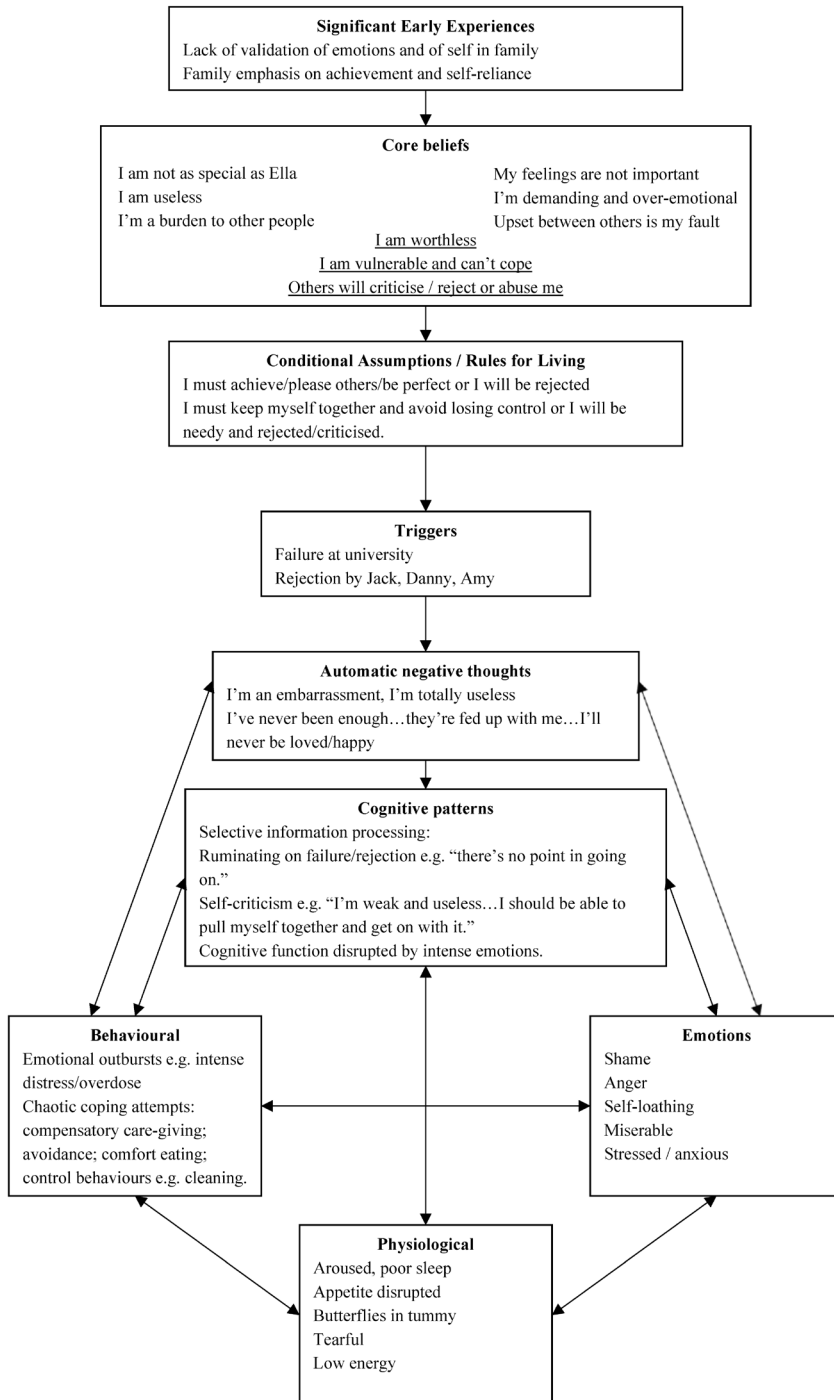 Significant Early Experiences
Lack of validation of emotions and of self in family
Family emphasis on achievement and self-reliance
Core beliefs
I am not as special as Ella
I am useless
I'm a burden to other people
My feelings are not important
I'm demanding and over-emotional
Upset between others is my fault
I am worthless
I am vulnerable and can't cope
Others will criticise / reject or abuse me
Conditional Assumptions / Rules for Living
I must achieve/please others/be perfect or I will be rejected
I must keep myself together and avoid losing control or I will be
needy and rejected/criticised.
Triggers
Failure at university
Rejection by Jack, Danny, Amy
Automatic negative thoughts
I'm an embarrassment, I'm totally useless
I've never been enough…they're fed up with me…I'll
never be loved/happy
Cognitive patterns
Selective information processing:
Ruminating on failure/rejection e.g. “there's no point in going
on.”
Self-criticism e.g. “I'm weak and useless…I should be able to
pull myself together and get on with it.”
Cognitive function disrupted by intense emotions.
Behavioural
Emotional outbursts e.g. intense
distress/overdose
Chaotic coping attempts:
compensatory care-giving;
avoidance; comfort eating;
control behaviours e.g. cleaning.
Emotions
Shame
Anger
Self-loathing
Miserable
Stressed / anxious
Physiological
Aroused, poor sleep
Appetite disrupted
Butterflies in tummy
Tearful
Low energy